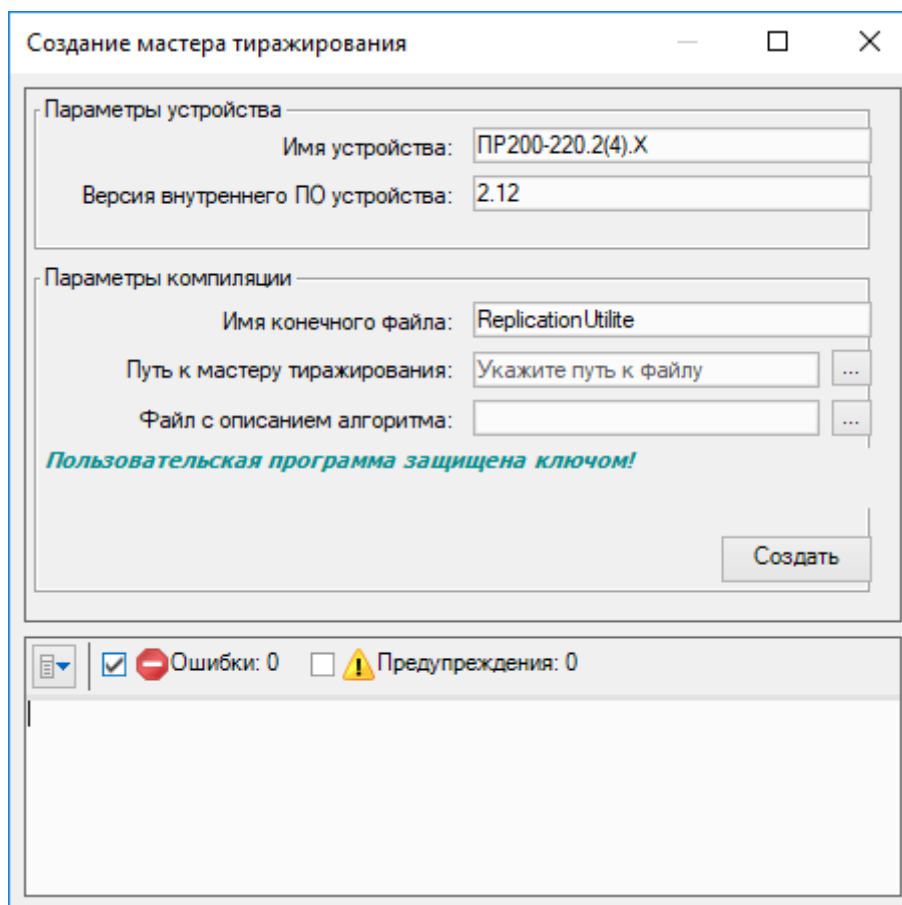 Создание мастера тиражирования
Параметры устройства
Имя устройства: ПР200-220.2(4).X
Версия внутреннего ПО устройства: 2.12
Параметры компиляции
Имя конечного файла: ReplicationUtilite
Путь к мастеру тиражирования: Укажите путь к файлу ...
Файл с описанием алгоритма: ...
Пользовательская программа защищена ключом!
Создать
Ошибки: 0 Предупреждения: 0